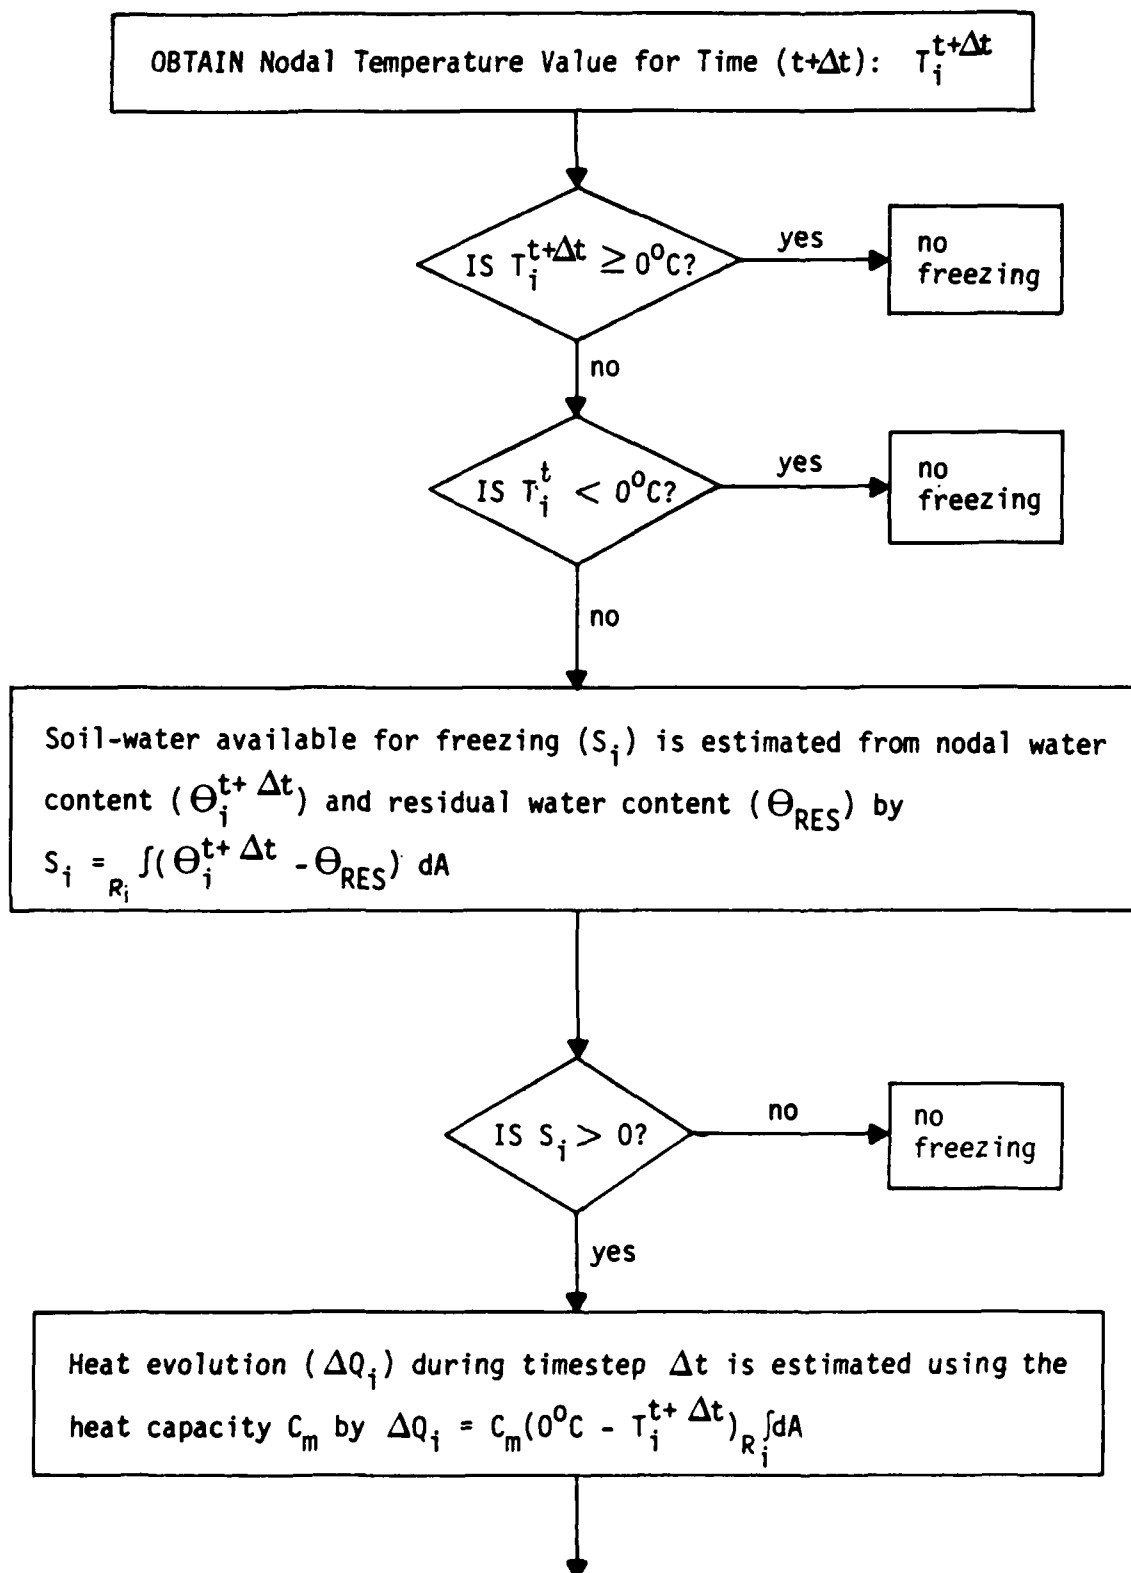 OBTAIN Nodal Temperature Value for Time (t+Δt): T_i^{t+Δt}
IS T_i^{t+Δt} ≥ 0⁰C?
yes
no
freezing
no
IS T_i^t < 0⁰C?
yes
no
freezing
no
Soil-water available for freezing (S_i) is estimated from nodal water
content (Θ_i^{t+Δt}) and residual water content (Θ_RES) by
S_i = _{R_i}∫(Θ_i^{t+Δt} - Θ_RES) dA
IS S_i > 0?
no
no
freezing
yes
Heat evolution (ΔQ_i) during timestep Δt is estimated using the
heat capacity C_m by ΔQ_i = C_m(0⁰C - T_i^{t+Δt})_{R_i}∫dA